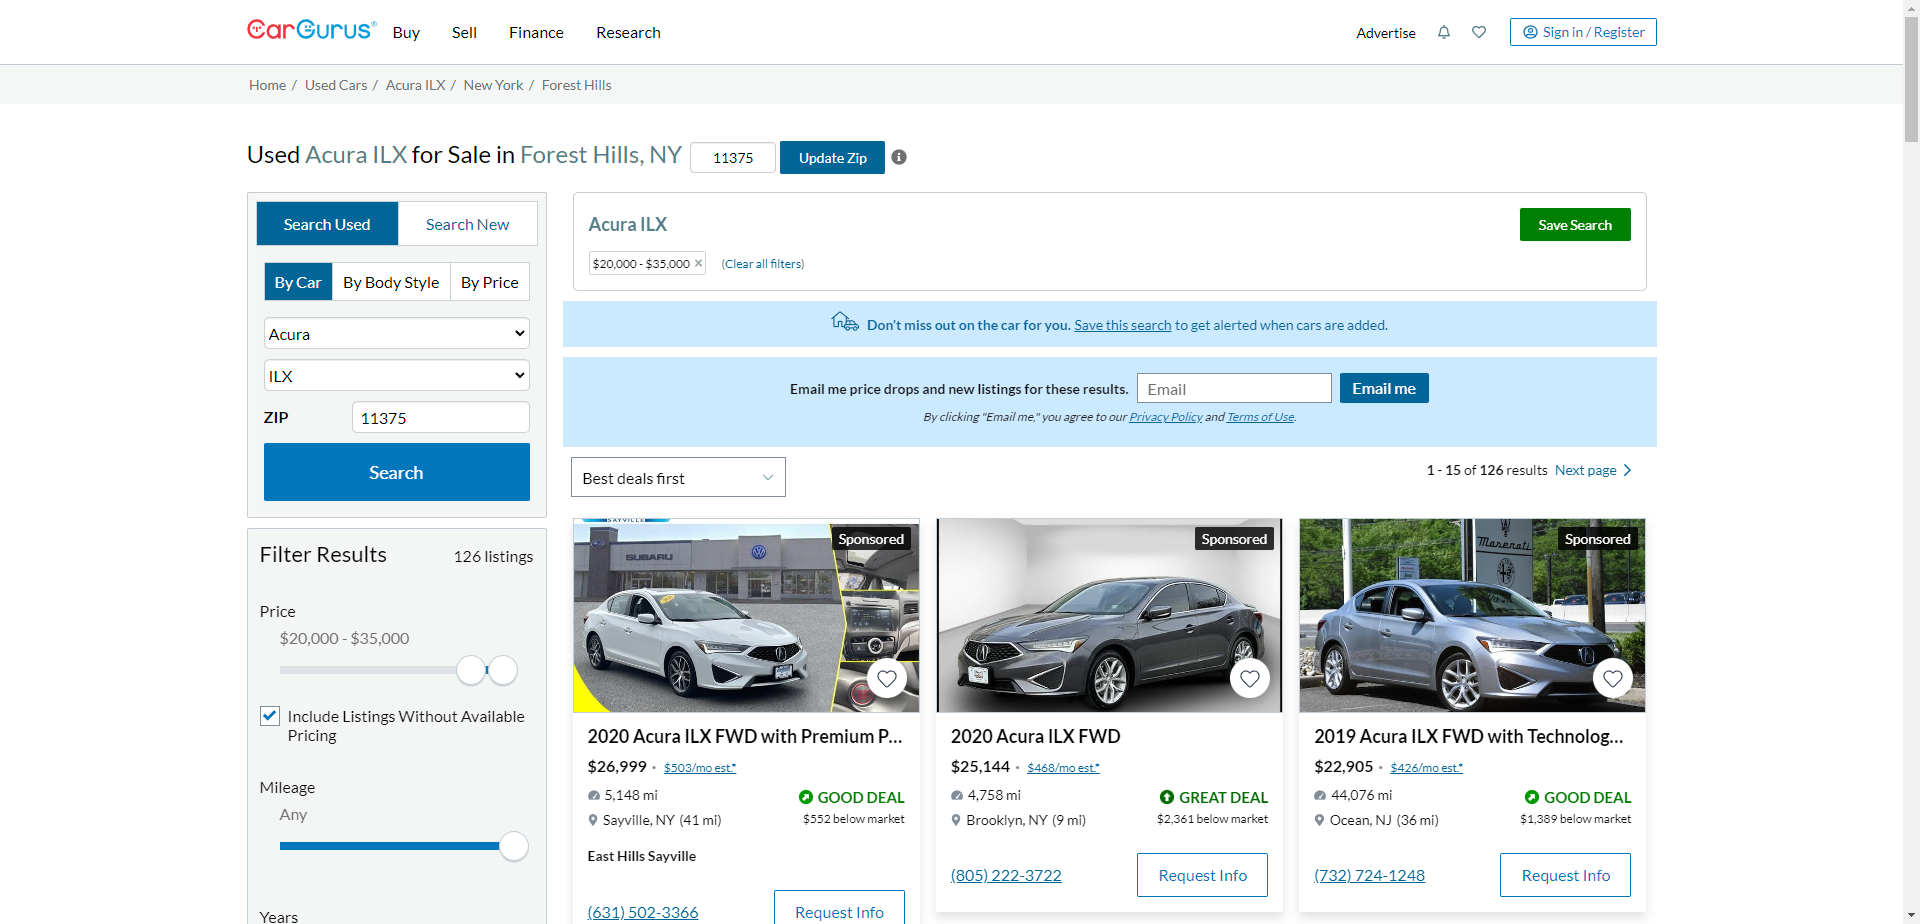 CarGurus®
Buy
Sell
Finance
Research
Advertise
Sign in / Register
Home / Used Cars / Acura ILX / New York / Forest Hills
Used Acura ILX for Sale in Forest Hills, NY
11375
Update Zip
Search Used
Search New
By Car
By Body Style
By Price
Acura
ILX
ZIP
11375
Search
Filter Results
126 listings
Price
$20,000 - $35,000
Include Listings Without Available
Pricing
Mileage
Any
Years
Acura ILX
Save Search
$20,000 - $35,000 ×
(Clear all filters)
Don't miss out on the car for you. Save this search to get alerted when cars are added.
Email me price drops and new listings for these results.
Email
Email me
By clicking "Email me," you agree to our Privacy Policy and Terms of Use.
Best deals first
1 - 15 of 126 results
Next page
SAYVILLE
SUBARU
Sponsored
2020 Acura ILX FWD with Premium P...
$26,999 · $503/mo est.*
5,148 mi
GOOD DEAL
Sayville, NY (41 mi)
$552 below market
East Hills Sayville
(631) 502-3366
Request Info
Sponsored
2020 Acura ILX FWD
$25,144 · $468/mo est.*
4,758 mi
GREAT DEAL
Brooklyn, NY (9 mi)
$2,361 below market
(805) 222-3722
Request Info
Maserati
Sponsored
2019 Acura ILX FWD with Technolog...
$22,905 · $426/mo est.*
44,076 mi
GOOD DEAL
Ocean, NJ (36 mi)
$1,389 below market
(732) 724-1248
Request Info